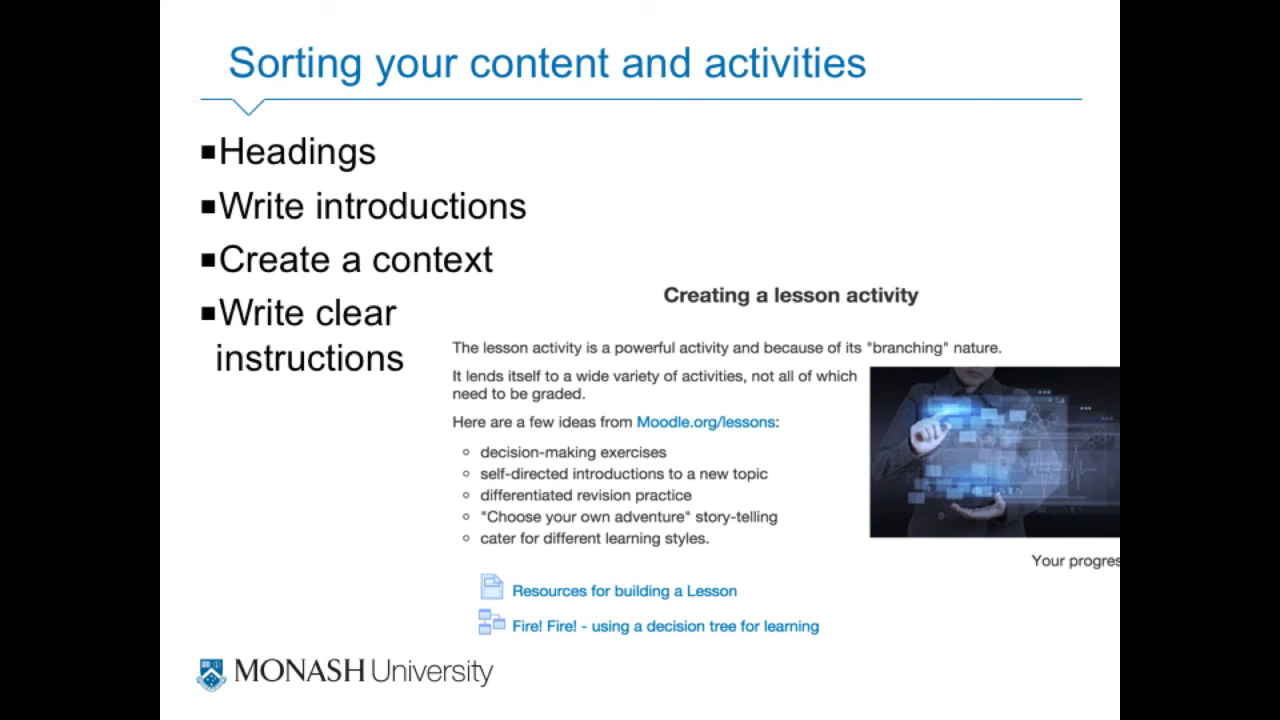 Sorting your content and activities
▪Headings
▪Write introductions
▪Create a context
▪Write clear
instructions
Creating a lesson activity
The lesson activity is a powerful activity and because of its "branching" nature.
It lends itself to a wide variety of activities, not all of which
need to be graded.
Here are a few ideas from Moodle.org/lessons:
decision-making exercises
self-directed introductions to a new topic
differentiated revision practice
"Choose your own adventure" story-telling
cater for different learning styles.
Your progres
Resources for building a Lesson
Fire! Fire! - using a decision tree for learning
MONASH University